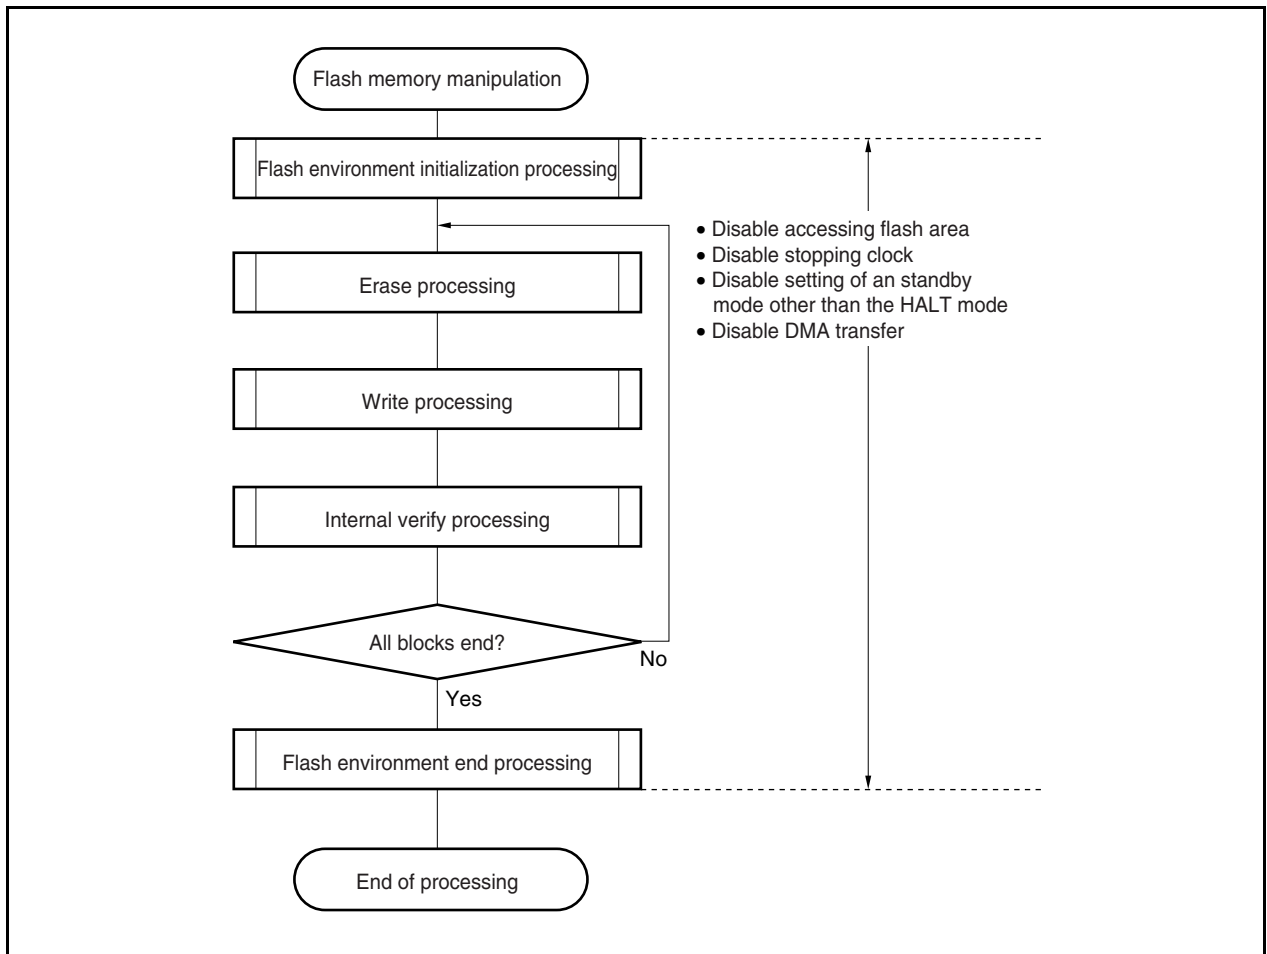 Flash memory manipulation
Flash environment initialization processing
• Disable accessing flash area
• Disable stopping clock
• Disable setting of an standby
mode other than the HALT mode
• Disable DMA transfer
Erase processing
Write processing
Internal verify processing
All blocks end?
No
Yes
Flash environment end processing
End of processing